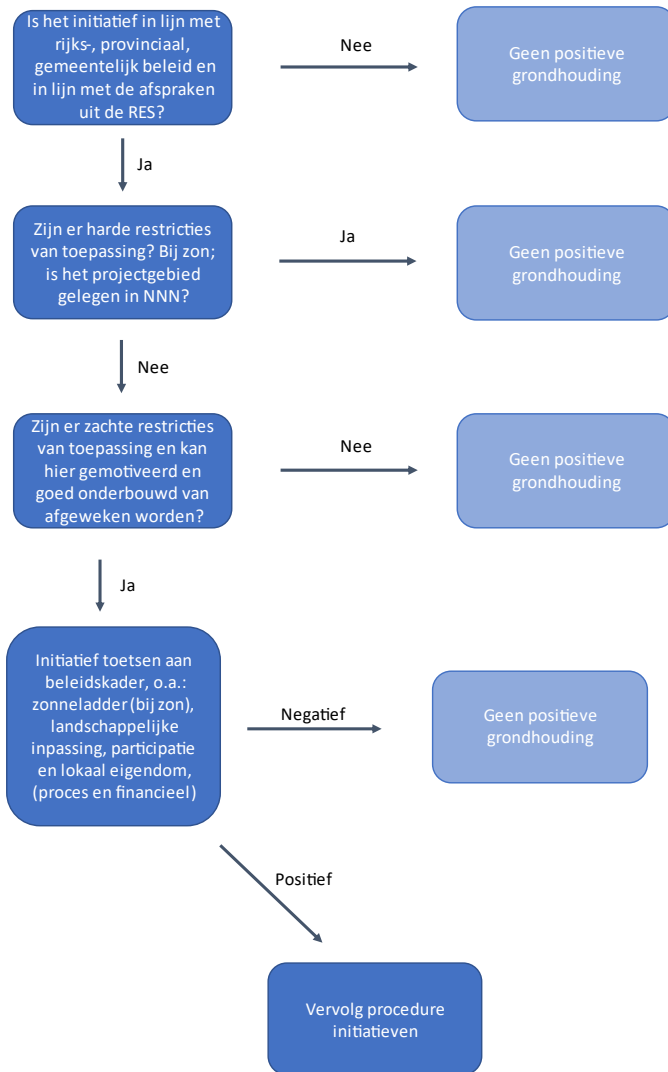 Is het initiatief in lijn met
rijks-, provinciaal,
gemeentelijk beleid en
in lijn met de afspraken
uit de RES?
Nee
Geen positieve
grondhouding
Ja
Zijn er harde restricties
van toepassing? Bij zon;
is het projectgebied
gelegen in NNN?
Ja
Geen positieve
grondhouding
Nee
Zijn er zachte restricties
van toepassing en kan
hier gemotiveerd en
goed onderbouwd van
afgeweken worden?
Nee
Geen positieve
grondhouding
Ja
Initiatief toetsen aan
beleidskader, o.a.:
zonneladder (bij zon),
landschappelijke
inpassing, participatie
en lokaal eigendom,
(proces en financieel)
Negatief
Geen positieve
grondhouding
Positief
Vervolg procedure
initiatieven